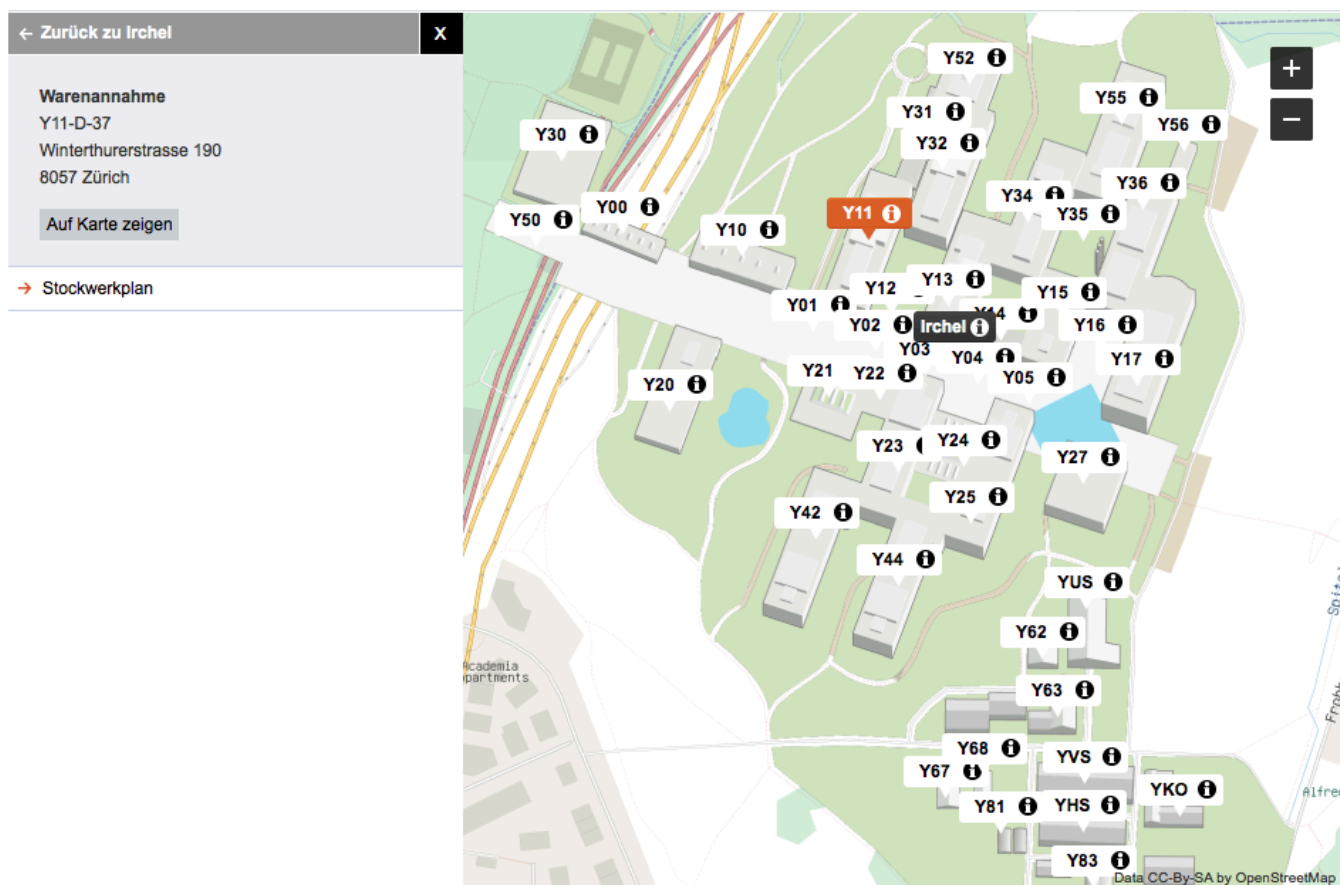 ← Zurück zu Irchel
X
Warenannahme
Y11-D-37
Winterthurerstrasse 190
8057 Zürich
Auf Karte zeigen
→ Stockwerkplan
+
−
Y52
Y55
Y31
Y56
Y30
Y32
Y36
Y34
Y00
Y11
Y35
Y50
Y10
Y13
Y12
Y15
Y01
Y14
Y02
Irchel
Y16
Y03
Y04
Y17
Y21
Y22
Y05
Y20
Y23
Y24
Y27
Y25
Y42
Y44
YUS
Y62
Academia
Y63
Y68
YVS
Y67
YKO
Y81
YHS
Y83
Data CC-By-SA by OpenStreetMap